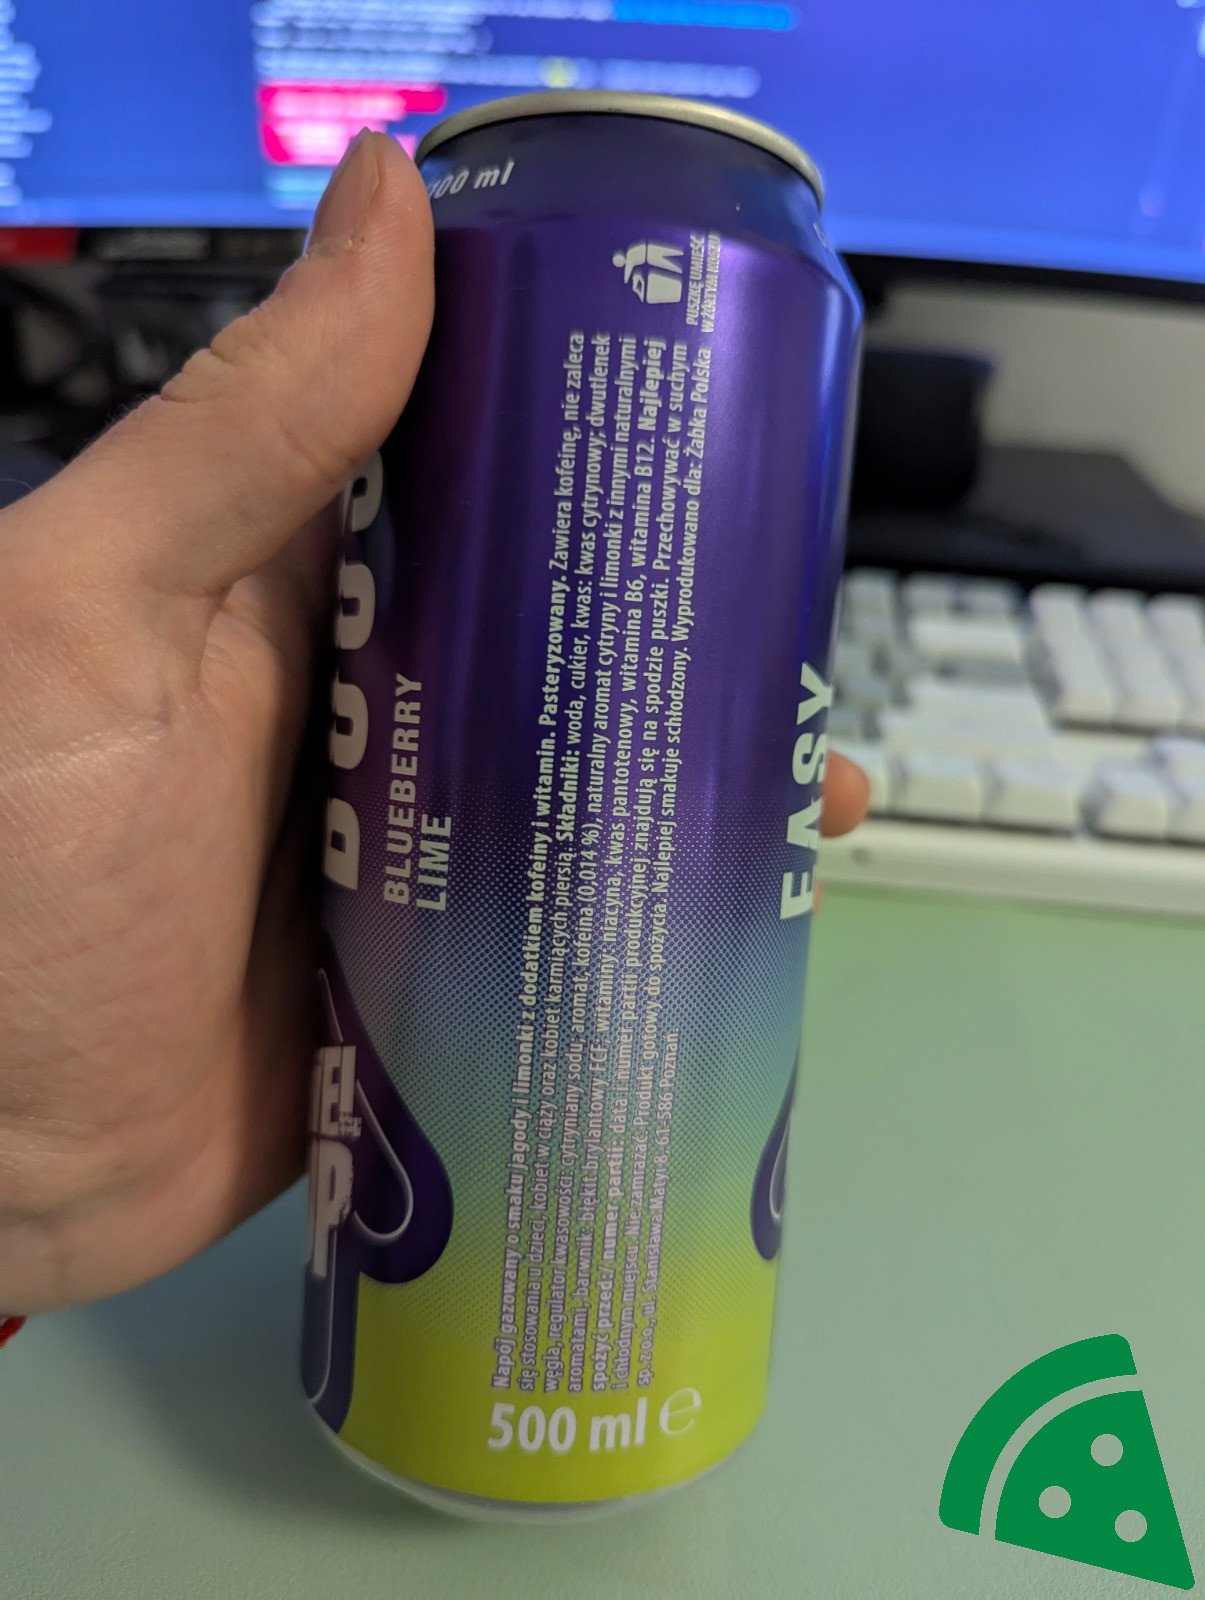 500 ml
PUSZKĘ UMIEŚĆ
W ŻÓŁTYM KOSZU
BLUEBERRY
LIME
Napój gazowany o smaku jagody i limonki z dodatkiem kofeiny i witamin. Pasteryzowany. Zawiera kofeinę, nie zaleca
się stosowania u dzieci, kobiet w ciąży oraz kobiet karmiących piersią. Składniki: woda, cukier, kwas: kwas cytrynowy; dwutlenek
węgla, regulator kwasowości: cytryniany sodu; aromat, kofeina (0,014 %), naturalny aromat cytryny i limonki z innymi naturalnymi
aromatami, barwnik: błękit brylantowy FCF; witaminy: niacyna, kwas pantotenowy, witamina B6, witamina B12. Najlepiej
spożyć przed:/ numer partii: data i numer partii produkcyjnej znajdują się na spodzie puszki. Przechowywać w suchym
i chłodnym miejscu. Nie zamrażać. Produkt gotowy do spożycia. Najlepiej smakuje schłodzony. Wyprodukowano dla: Żabka Polska
sp. z o.o., ul. Stanisława Matyi 8, 61-586 Poznań.
500 ml ℮
EASY